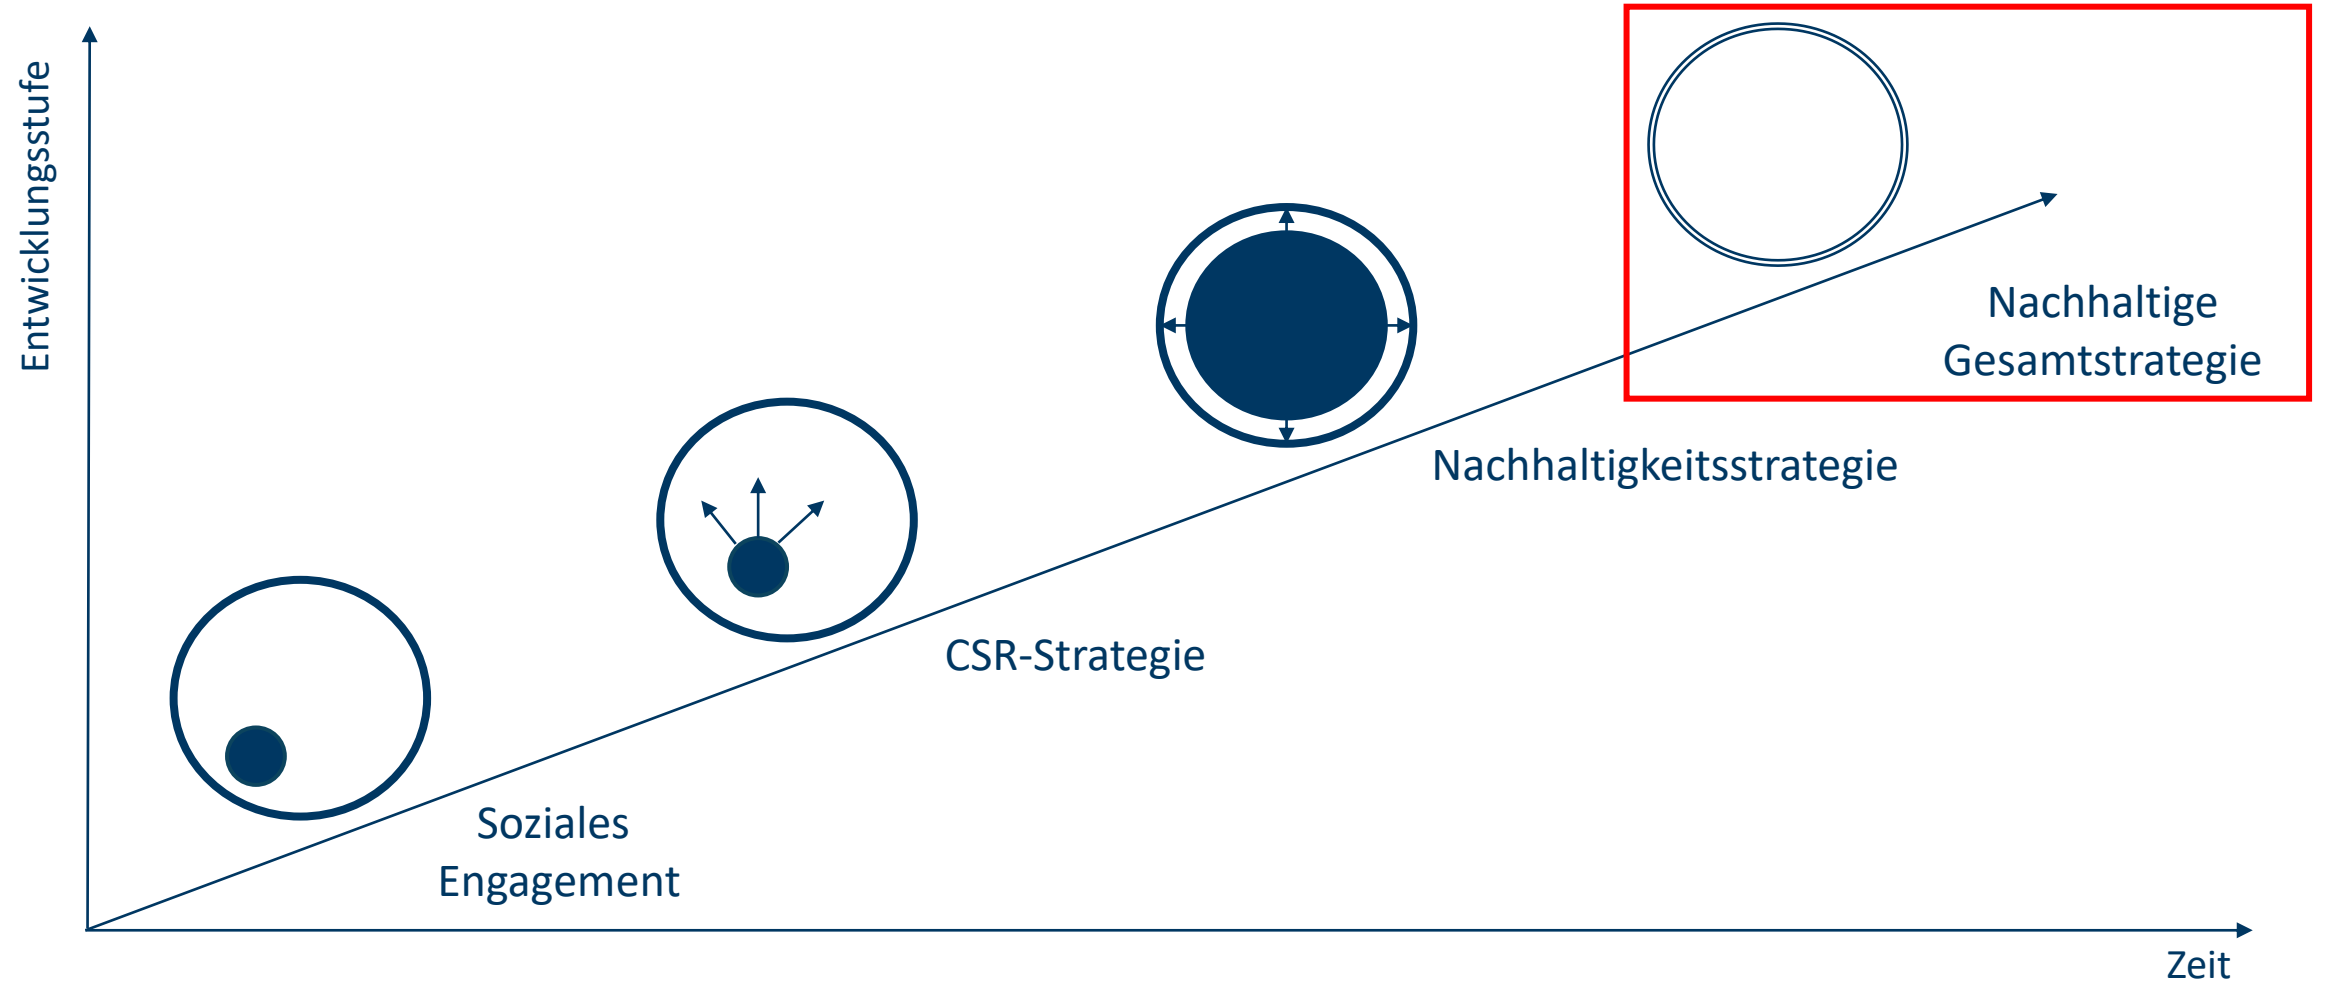 Entwicklungsstufe
Nachhaltige
Gesamtstrategie
Nachhaltigkeitsstrategie
CSR-Strategie
Soziales
Engagement
Zeit